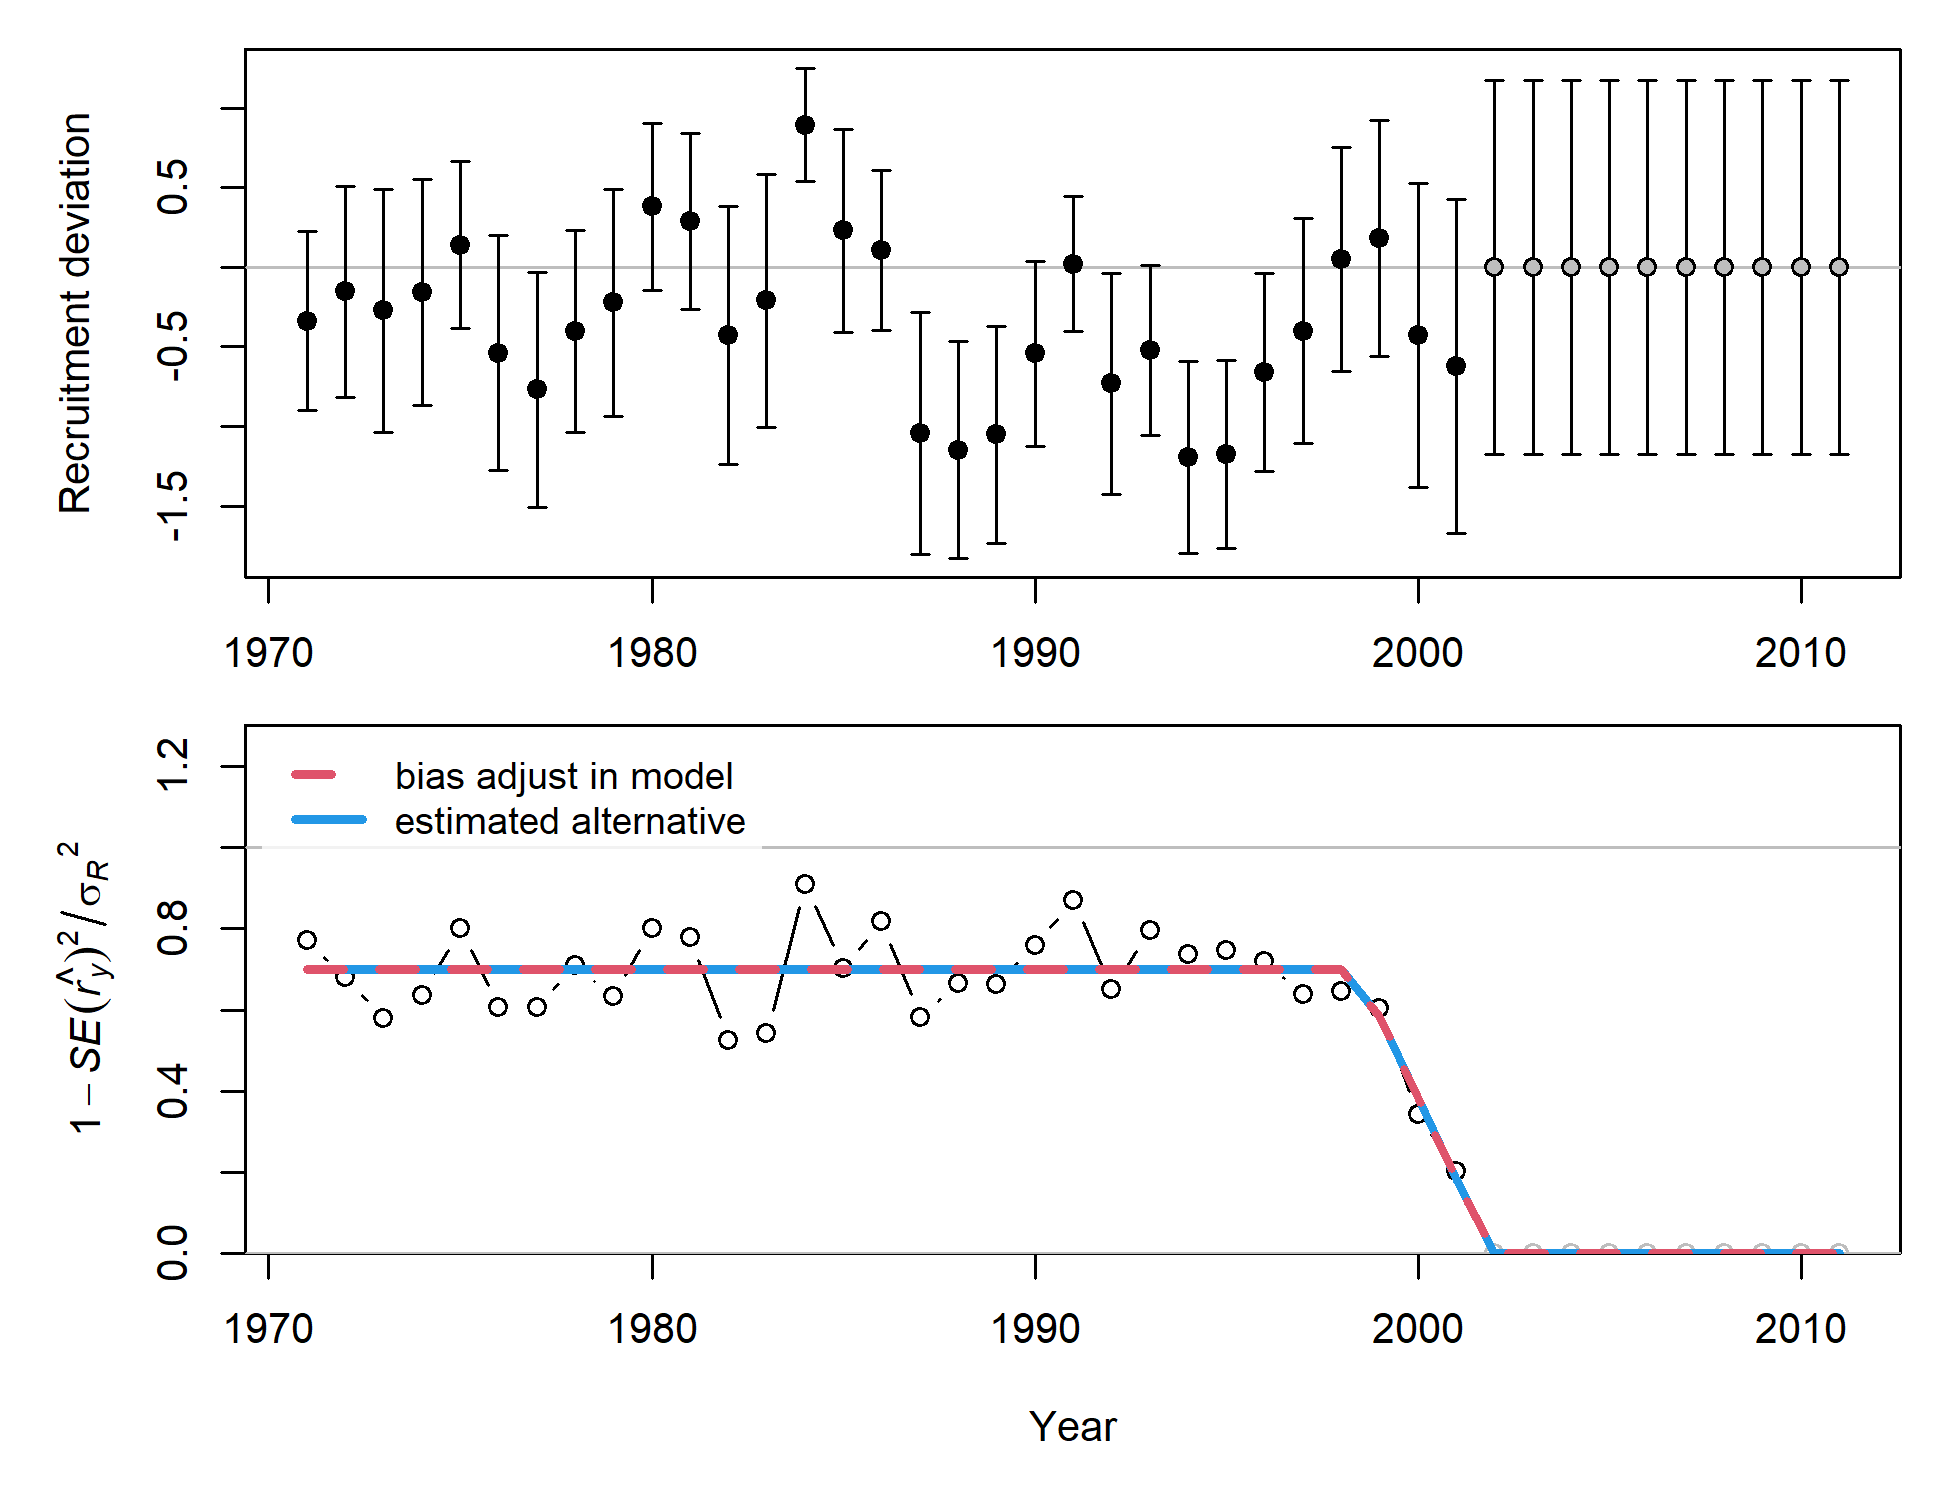 Recruitment deviation
0.5
-0.5
-1.5
1970 1980 1990 2000 2010
bias adjust in model
estimated alternative
1 − SE(r̂y)² / σR²
1.2
0.8
0.4
0.0
1970 1980 1990 2000 2010
Year